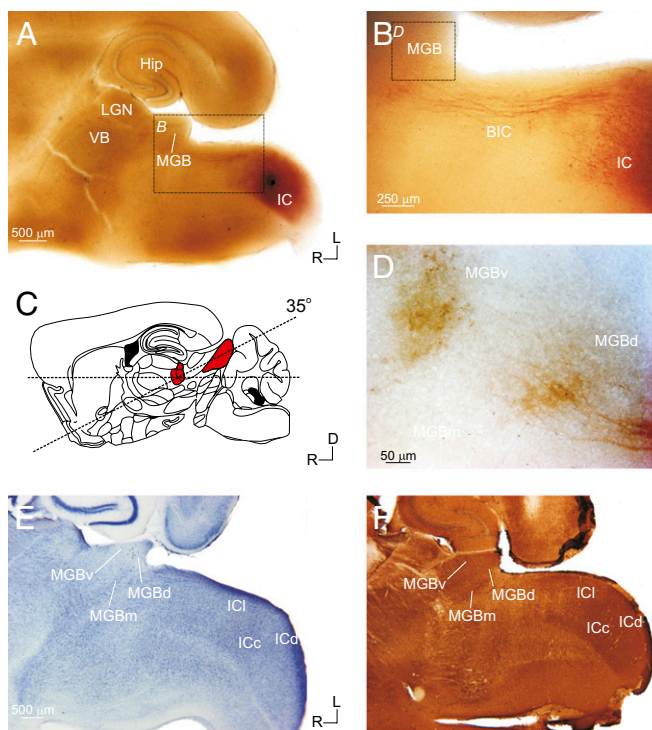 A
Hip
LGN
VB
B
MGB
IC
500 µm
L
R
B
D
MGB
BIC
IC
250 µm
C
35°
D
R
D
MGBv
MGBd
MGBm
50 µm
E
MGBv
MGBd
MGBm
ICl
ICc
ICd
500 µm
L
R
F
MGBv
MGBd
MGBm
ICl
ICc
ICd